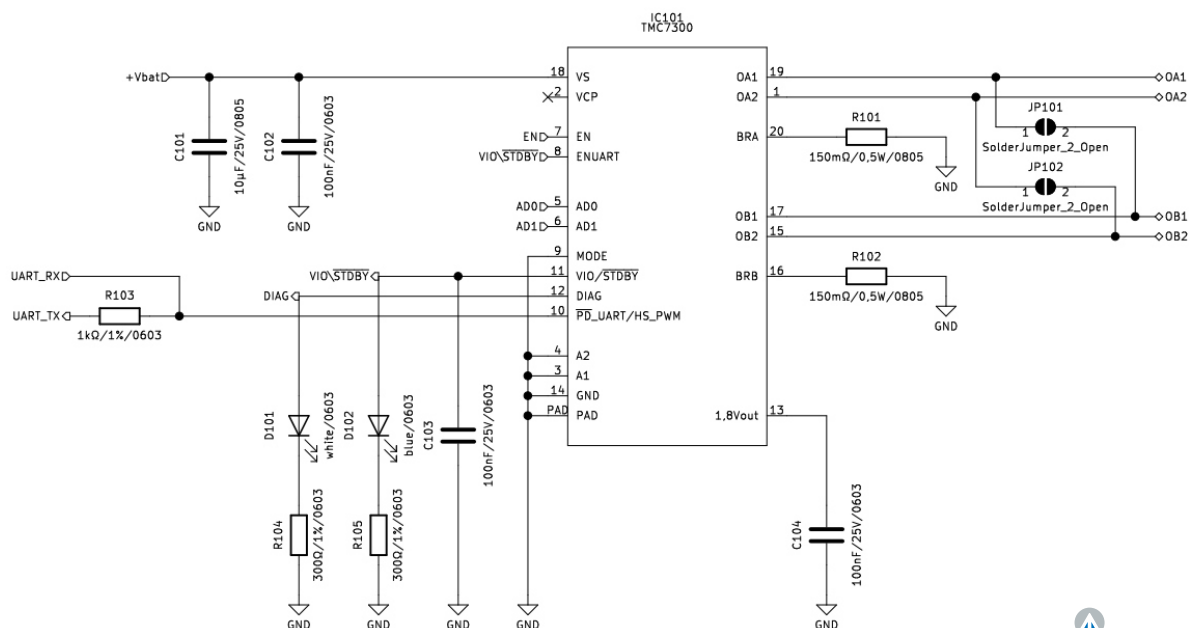 IC101
TMC7300
+Vbat
18 VS
2 VCP
7 EN
EN
8 ENUART
VIO\STDBY
5 AD0
AD0
6 AD1
AD1
9 MODE
11 VIO/STDBY
VIO\STDBY
12 DIAG
DIAG
10 PD_UART/HS_PWM
4 A2
3 A1
14 GND
PAD PAD
OA1 19
OA1
OA2 1
OA2
BRA 20
OB1 17
OB1
OB2 15
OB2
BRB 16
1,8Vout 13
C101
10µF/25V/0805
GND
C102
100nF/25V/0603
GND
UART_RX
R103
UART_TX
1kΩ/1%/0603
R101
150mΩ/0,5W/0805
GND
JP101
1 2
SolderJumper_2_Open
JP102
1 2
SolderJumper_2_Open
R102
150mΩ/0,5W/0805
GND
D101
white/0603
D102
blue/0603
C103
100nF/25V/0603
R104
300Ω/1%/0603
R105
300Ω/1%/0603
C104
100nF/25V/0603
GND
GND
GND
GND
GND